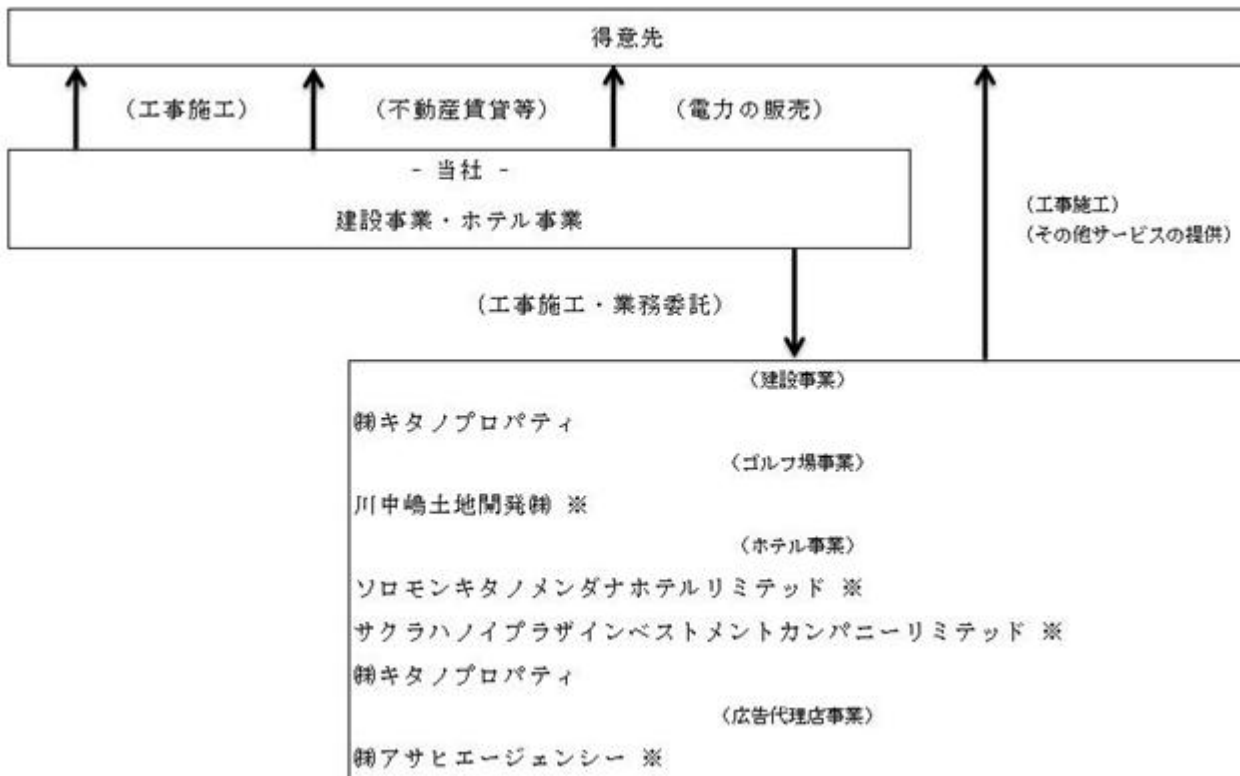 得意先
（工事施工）
（不動産賃貸等）
（電力の販売）
- 当社 -
建設事業・ホテル事業
（工事施工）
（その他サービスの提供）
（工事施工・業務委託）
（建設事業）
㈱キタノプロパティ
（ゴルフ場事業）
川中嶋土地開発㈱ ※
（ホテル事業）
ソロモンキタノメンダナホテルリミテッド ※
サクラハノイプラザインベストメントカンパニーリミテッド ※
㈱キタノプロパティ
（広告代理店事業）
㈱アサヒエージェンシー ※